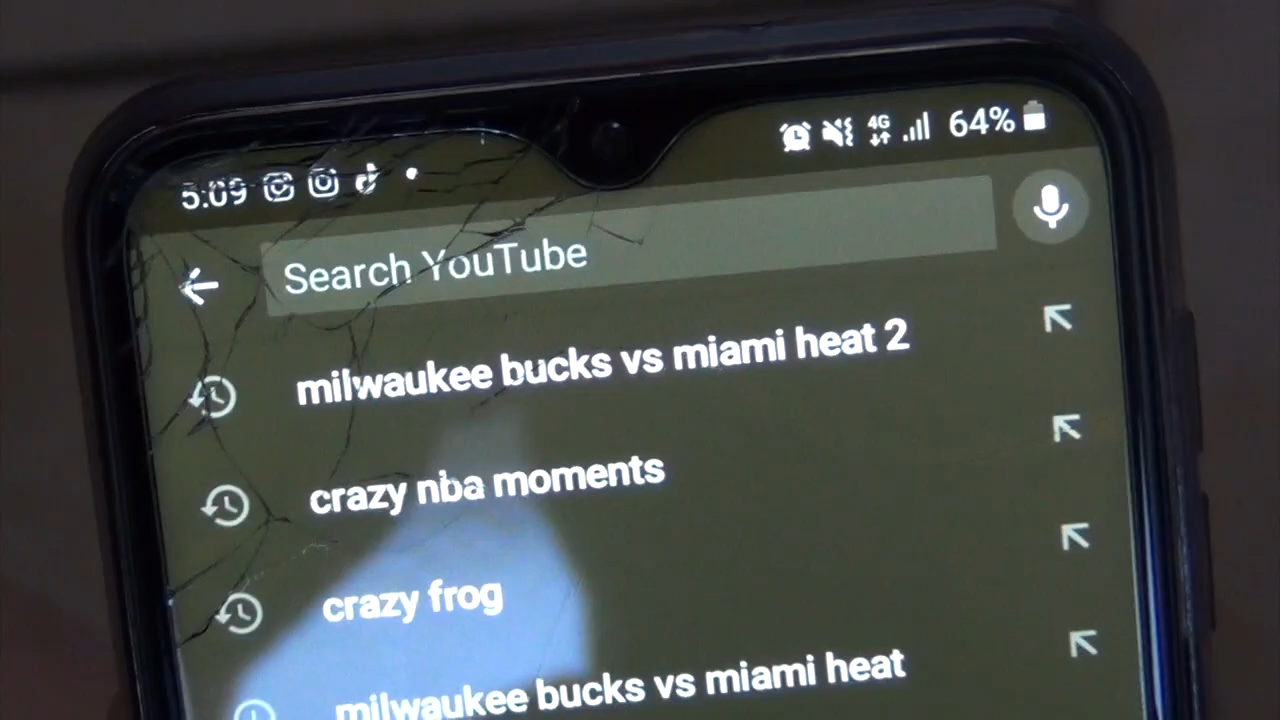 5:09
4G
64%
Search YouTube
milwaukee bucks vs miami heat 2
crazy nba moments
crazy frog
milwaukee bucks vs miami heat